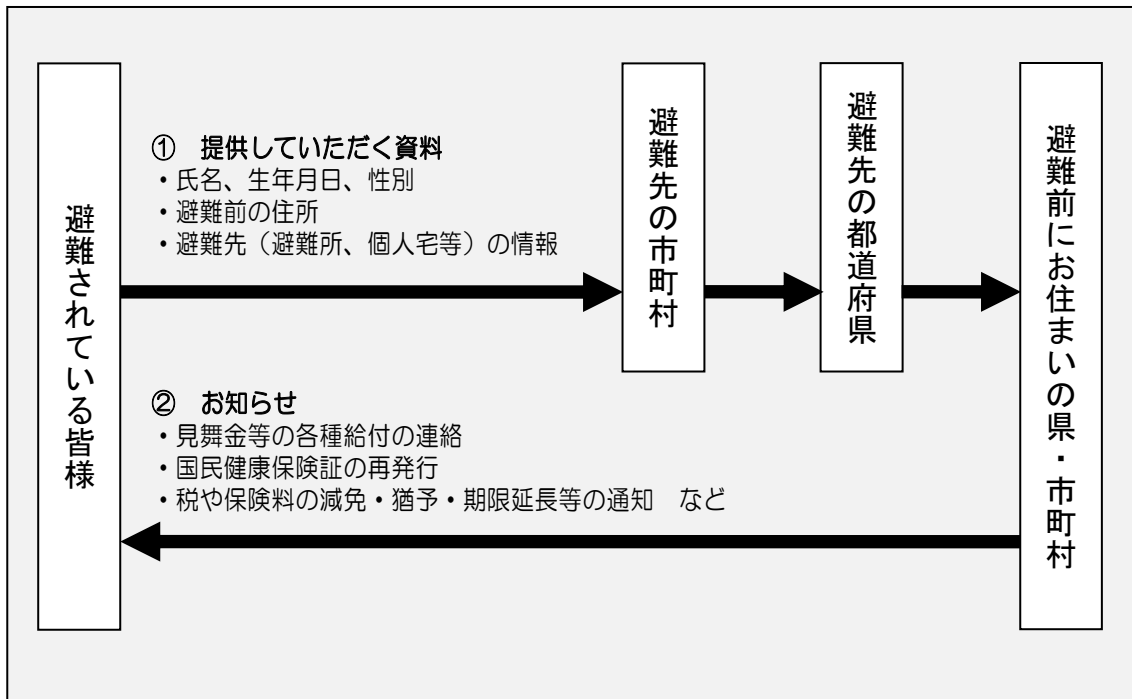 避難されている皆様
① 提供していただく資料
・氏名、生年月日、性別
・避難前の住所
・避難先（避難所、個人宅等）の情報
避難先の市町村
避難先の都道府県
避難前にお住まいの県・市町村
② お知らせ
・見舞金等の各種給付の連絡
・国民健康保険証の再発行
・税や保険料の減免・猶予・期限延長等の通知　など